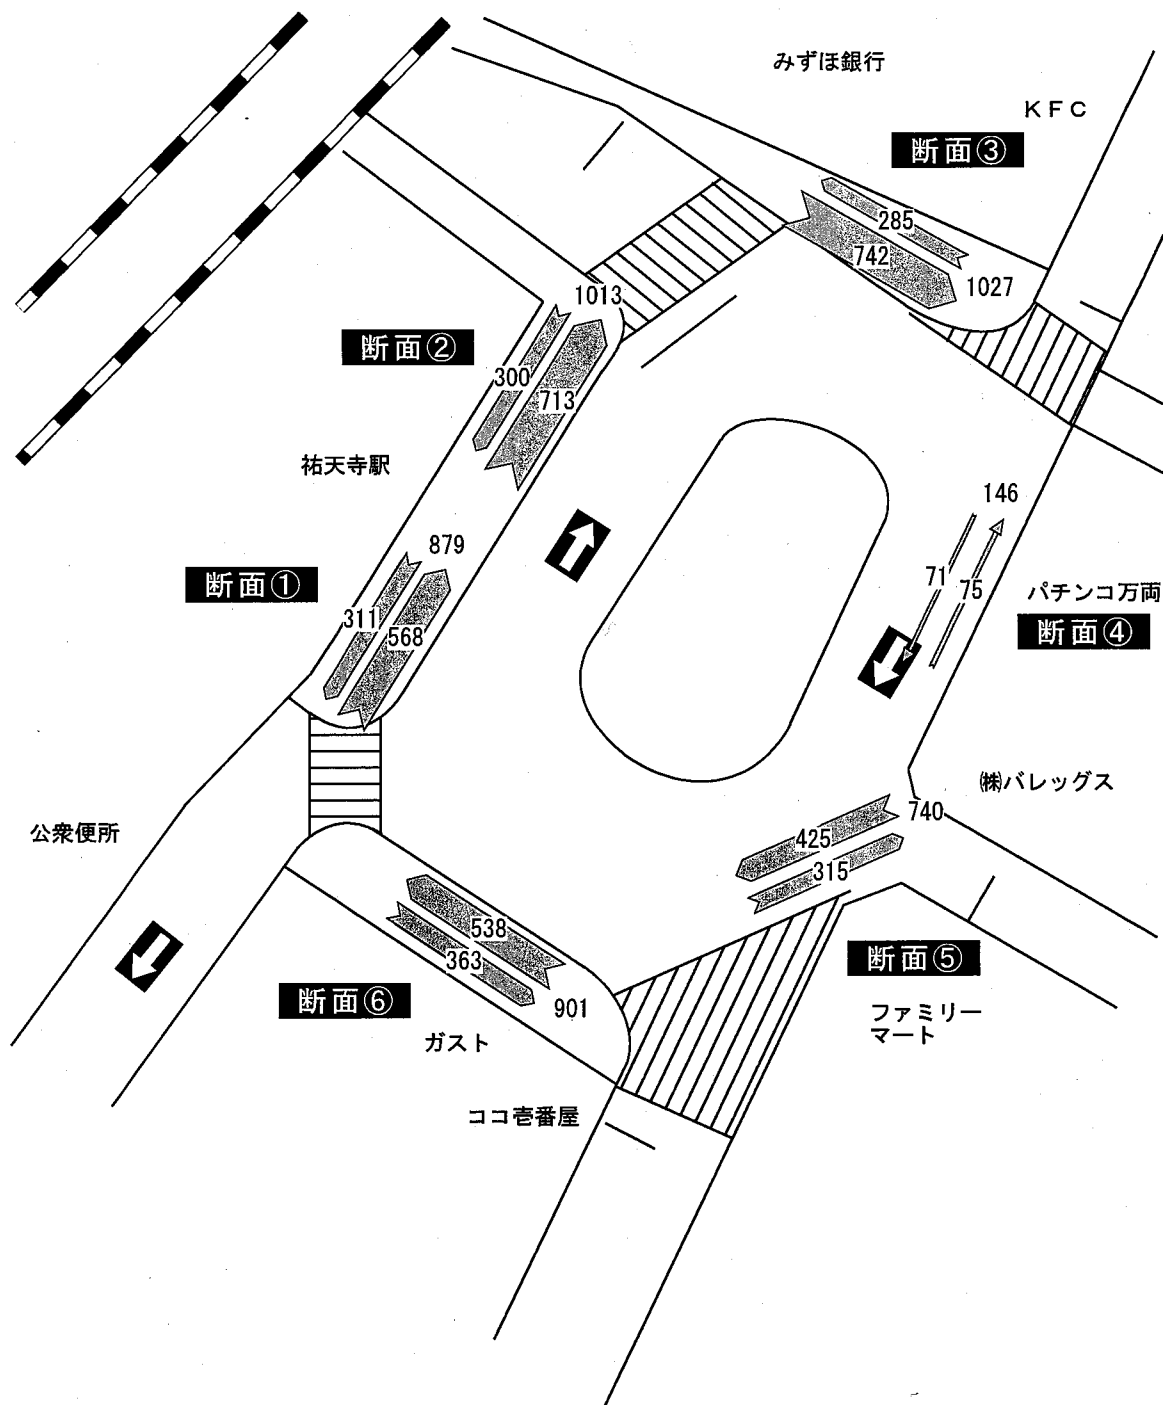 みずほ銀行
KFC
断面③
285
742
1027
1013
断面②
300
713
祐天寺駅
146
879
断面①
71
75
パチンコ万両
311
568
断面④
㈱バレッグス
公衆便所
740
425
315
538
363
断面⑤
断面⑥
901
ファミリー
マート
ガスト
ココ壱番屋